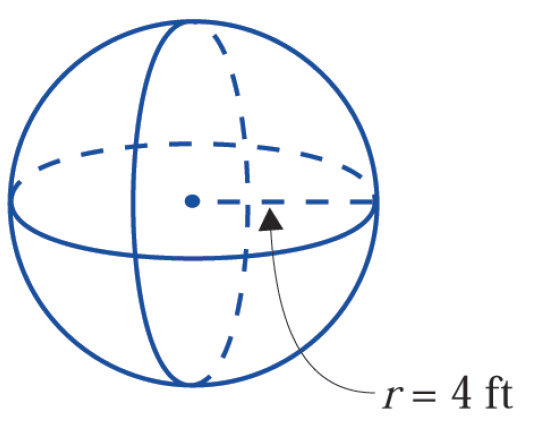 r = 4 ft